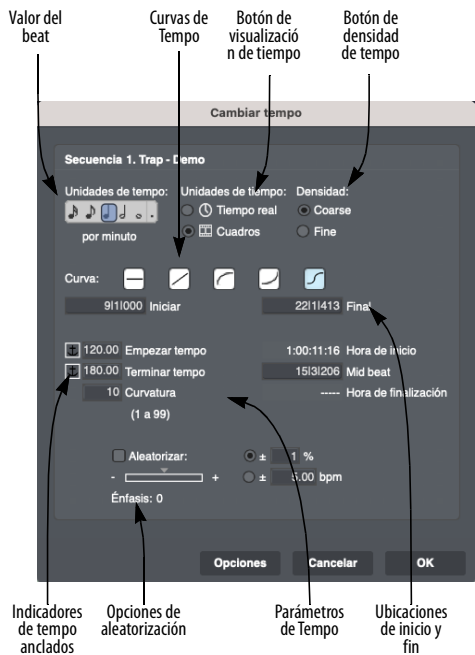 Valor del
beat
Curvas de
Tempo
Botón de
visualizació
n de tiempo
Botón de
densidad
de tempo
Cambiar tempo
Secuencia 1. Trap - Demo
Unidades de tempo:
Unidades de tiempo:
Densidad:
Tiempo real
Coarse
por minuto
Cuadros
Fine
Curva:
9|1|000 Iniciar
22|1|413 Final
120.00 Empezar tempo
1:00:11:16 Hora de inicio
180.00 Terminar tempo
15|3|206 Mid beat
10 Curvatura
----- Hora de finalización
(1 a 99)
Aleatorizar:
± 1 %
- +
± 5.00 bpm
Énfasis: 0
Opciones
Cancelar
OK
Indicadores
de tempo
anclados
Opciones de
aleatorización
Parámetros
de Tempo
Ubicaciones
de inicio y
fin